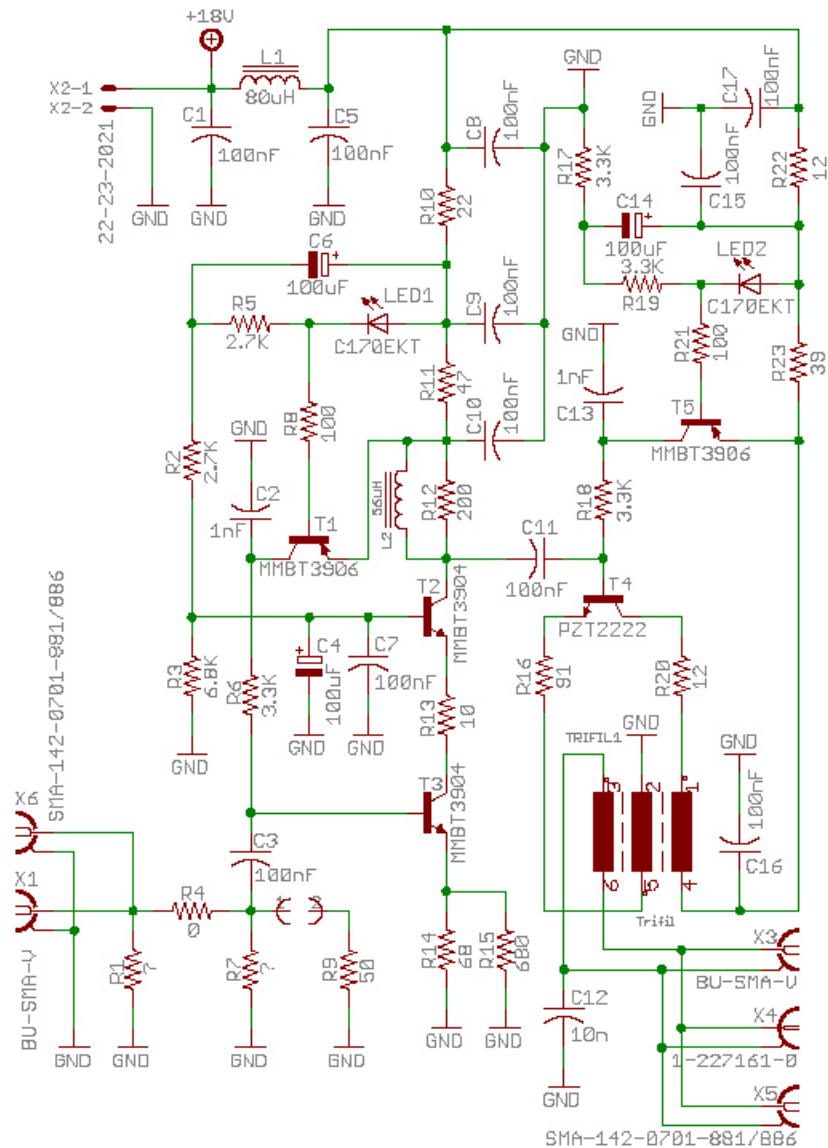 +18V
X2-1
X2-2
22-23-2021
L1
80uH
C1
100nF
C5
100nF
GND
GND
GND
C8
100nF
R10
22
GND
R17
3.3K
GND
C17
100nF
C15
100nF
R22
12
C14
100uF
C6
100uF
R5
2.7K
LED1
C170EKT
C9
100nF
R11
47
C10
100nF
R19
3.3K
LED2
C170EKT
R21
100
R23
39
GND
1nF
C13
T5
MMBT3906
R8
100
GND
R2
2.7K
C2
1nF
T1
MMBT3906
56uH
L2
R12
200
R18
3.3K
C11
100nF
T4
PZT2222
T2
MMBT3904
R3
6.8K
R6
3.3K
C4
100uF
C7
100nF
R13
10
R16
91
R20
12
GND
GND
GND
TRIFIL1
GND
GND
3
2
1
6
5
4
Trifil
100nF
C16
T3
MMBT3904
SMA-142-0701-881/886
X6
X1
BU-SMA-V
C3
100nF
R4
0
1
2
R1
?
R7
?
R9
50
R14
68
R15
680
GND
GND
GND
GND
GND
GND
C12
10n
GND
X3
BU-SMA-V
X4
1-227161-0
X5
SMA-142-0701-881/886